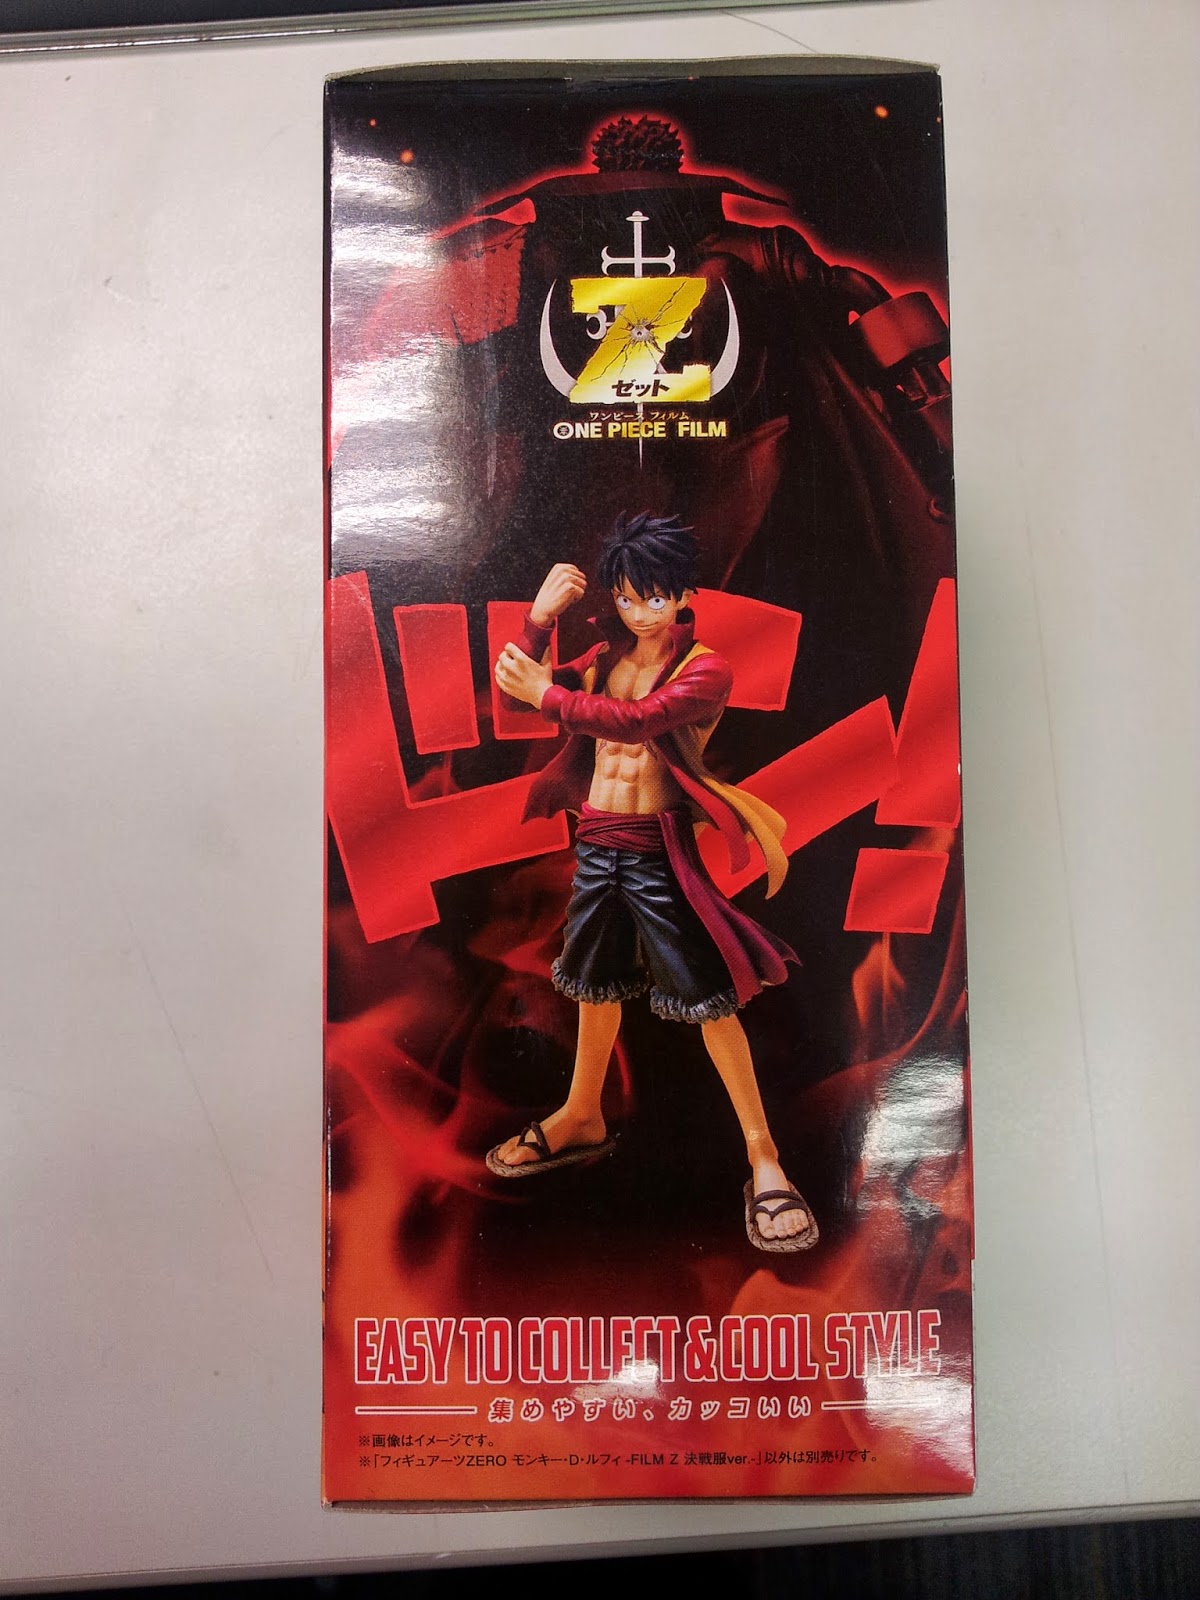 Z
ゼット
ワンピース フィルム
ONE PIECE FILM
ドン!
EASY TO COLLECT & COOL STYLE
集めやすい、カッコいい
※画像はイメージです。
※「フィギュアーツZERO モンキー・D・ルフィ -FILM Z 決戦服ver.-」以外は別売りです。